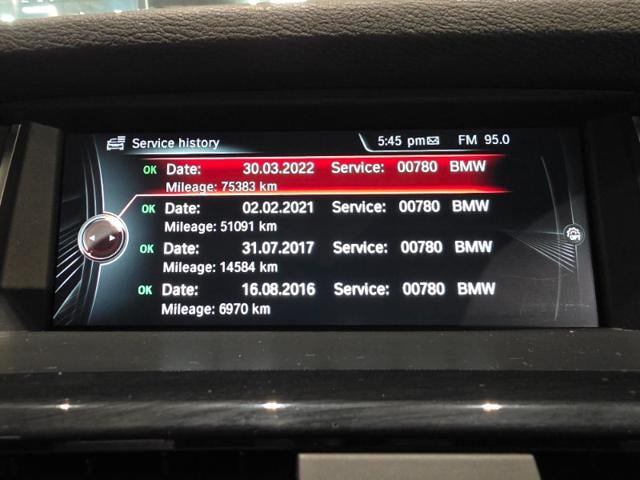 Service history 5:45 pm FM 95.0
OK Date: 30.03.2022 Service: 00780 BMW
Mileage: 75383 km
OK Date: 02.02.2021 Service: 00780 BMW
Mileage: 51091 km
OK Date: 31.07.2017 Service: 00780 BMW
Mileage: 14584 km
OK Date: 16.08.2016 Service: 00780 BMW
Mileage: 6970 km